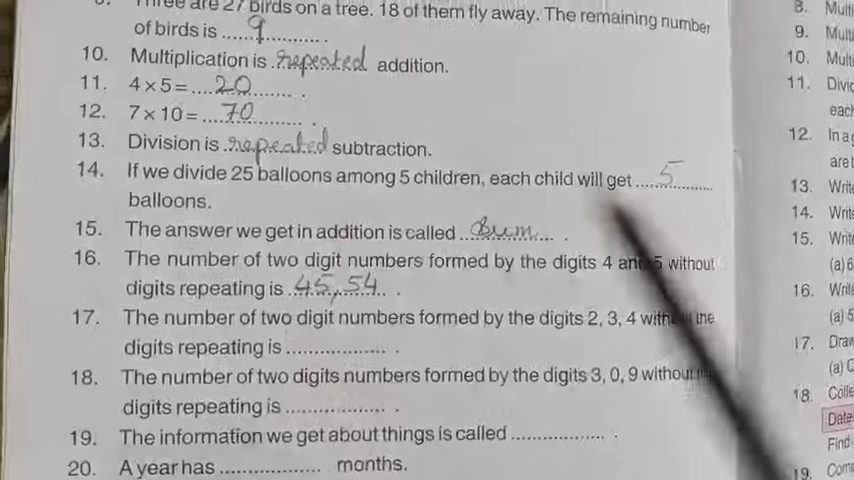 Three are 27 birds on a tree. 18 of them fly away. The remaining number
of birds is ......9............ .
10. Multiplication is .repeated addition.
11. 4 × 5 = ....20.......... .
12. 7 × 10 = ....70............ .
13. Division is .repeated subtraction.
14. If we divide 25 balloons among 5 children, each child will get ....5..........
balloons.
15. The answer we get in addition is called ..Sum.... .
16. The number of two digit numbers formed by the digits 4 and 5 without
digits repeating is .45, 54.. .
17. The number of two digit numbers formed by the digits 2, 3, 4 without the
digits repeating is .................. .
18. The number of two digits numbers formed by the digits 3, 0, 9 without
digits repeating is .................. .
19. The information we get about things is called ................. .
20. A year has ................... months.
8. Multi
9. Multi
10. Multi
11. Divid
each
12. In a
are
13. Write
14. Write
15. Write
(a) 6
16. Write
(a) 5
17. Draw
(a)
18. Colle
Date
Find
19. Com